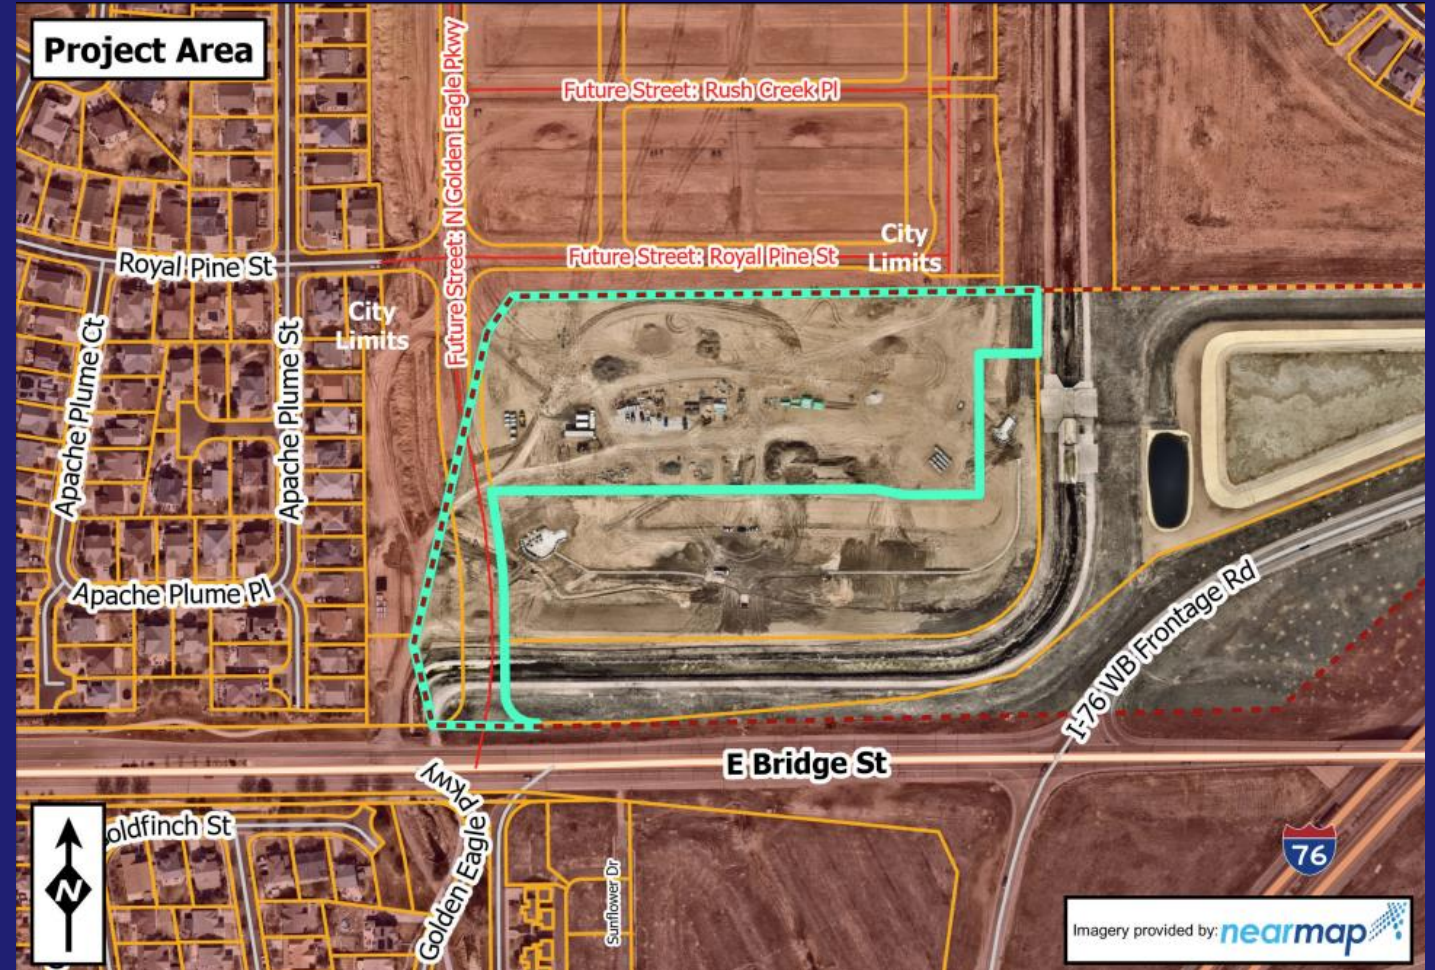 Project Area
Future Street: N Golden Eagle Pkwy
Future Street: Rush Creek Pl
Royal Pine St
Future Street: Royal Pine St
City
Limits
City
Limits
Apache Plume Ct
Apache Plume St
Apache Plume Pl
I-76 WB Frontage Rd
E Bridge St
Golden Eagle Pkwy
oldfinch St
Sunflower Dr
N
76
Imagery provided by: nearmap